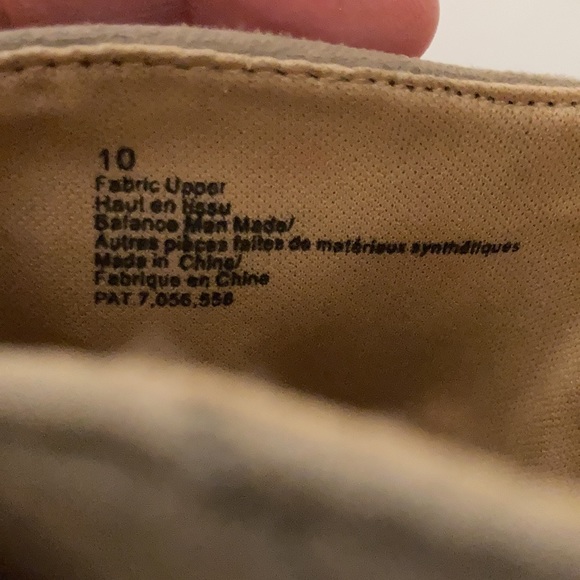 10
Fabric Upper
Haut en tissu
Balance Man Made/
Autres pièces faites de matériaux synthétiques
Made in China/
Fabrique en Chine
PAT 7,056,558